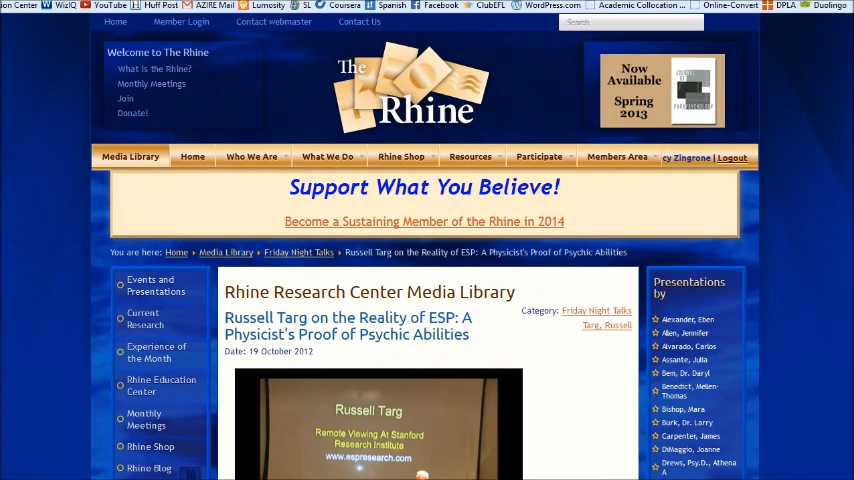 ion Center WizIQ YouTube Huff Post AZIRE Mail Lumosity SL Coursera Spanish Facebook ClubEFL WordPress.com Academic Collocation ... Online-Convert DPLA Duolingo
Home Member Login Contact webmaster Contact Us Search...
Welcome to The Rhine
What is the Rhine?
Monthly Meetings
Join
Donate!
The
Rhine
Now
Available
Spring
2013
JOURNAL
OF
PARAPSYCHOLOGY
Media Library Home Who We Are What We Do Rhine Shop Resources Participate Members Area cy Zingrone | Logout
Support What You Believe!
Become a Sustaining Member of the Rhine in 2014
You are here: Home Media Library Friday Night Talks Russell Targ on the Reality of ESP: A Physicist's Proof of Psychic Abilities
Events and
Presentations
Current
Research
Experience of
the Month
Rhine Education
Center
Monthly
Meetings
Rhine Shop
Rhine Blog
Rhine Research Center Media Library
Russell Targ on the Reality of ESP: A
Physicist's Proof of Psychic Abilities
Date: 19 October 2012
Category: Friday Night Talks
Targ, Russell
Russell Targ
Remote Viewing At Stanford
Research Institute
www.espresearch.com
Presentations
by
Alexander, Eben
Allen, Jennifer
Alvarado, Carlos
Assante, Julia
Bem, Dr. Daryl
Benedict, Mellen-
Thomas
Bishop, Mara
Burk, Dr. Larry
Carpenter, James
DiMaggio, Joanne
Drews, Psy.D., Athena
A